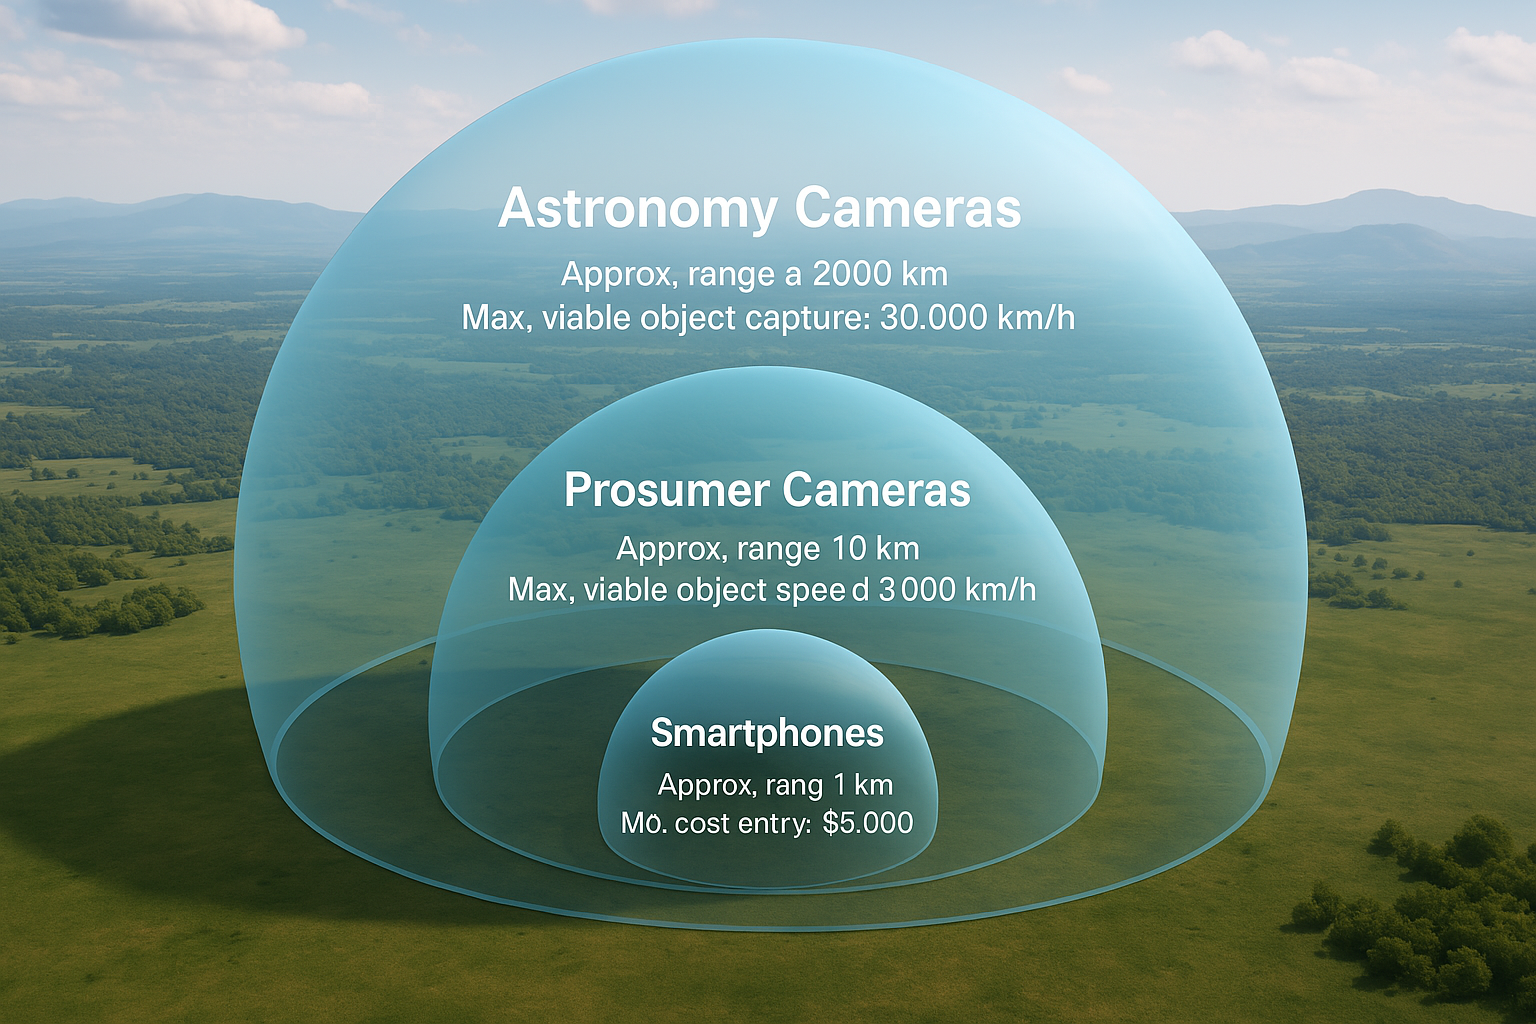 Astronomy Cameras
Approx, range a 2000 km
Max, viable object capture: 30.000 km/h
Prosumer Cameras
Approx, range 10 km
Max, viable object speed 3000 km/h
Smartphones
Approx, rang 1 km
Mo. cost entry: $5.000